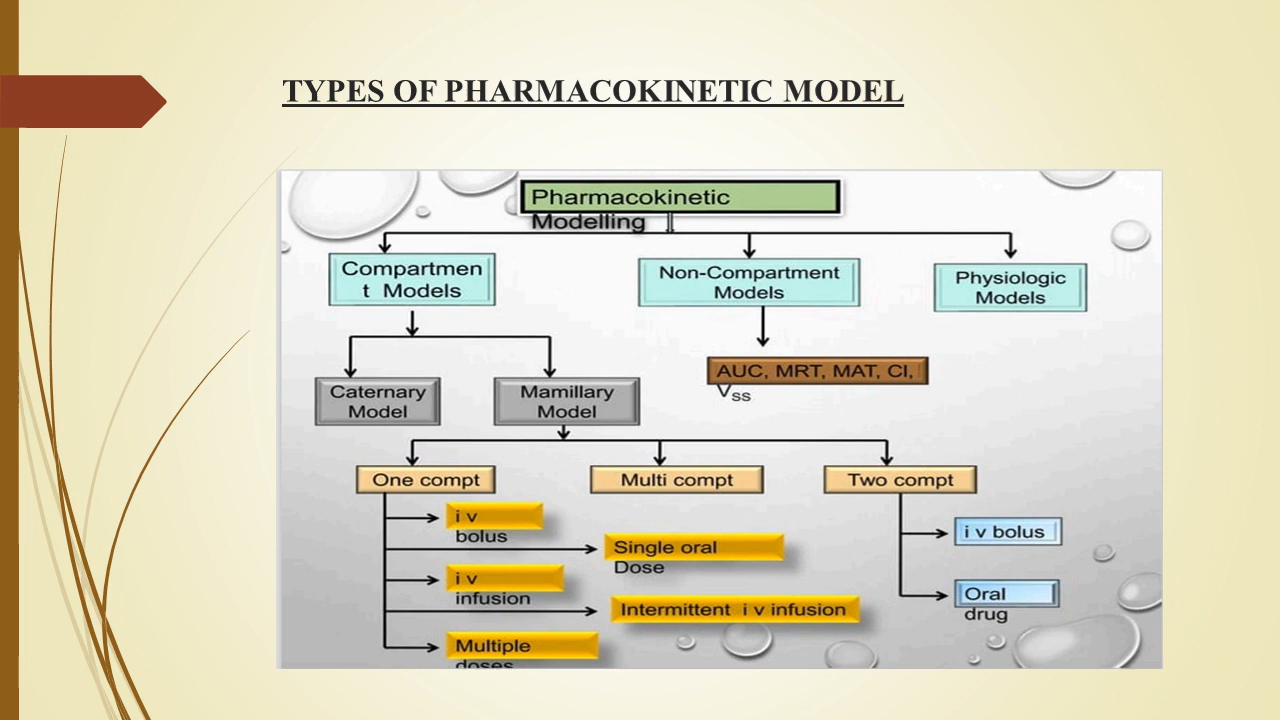 TYPES OF PHARMACOKINETIC MODEL
Pharmacokinetic
Modelling
Compartmen
t Models
Non-Compartment
Models
Physiologic
Models
AUC, MRT, MAT, Cl,
Vss
Caternary
Model
Mamillary
Model
One compt
Multi compt
Two compt
i v
bolus
Single oral
Dose
i v
infusion
Intermittent i v infusion
Multiple
doses
i v bolus
Oral
drug